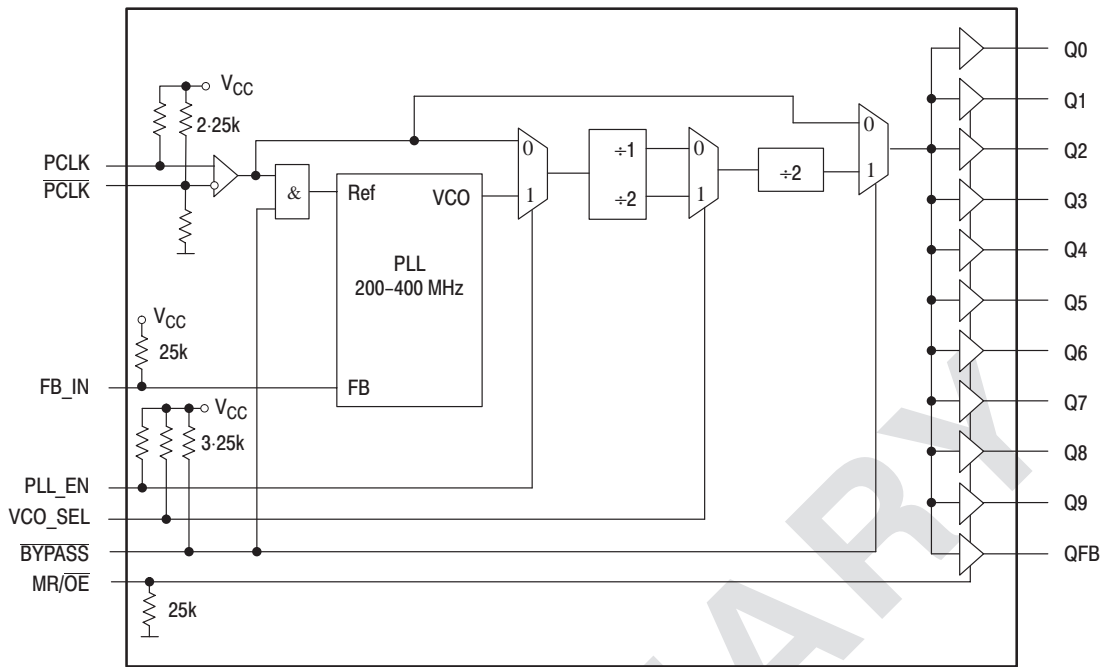 VCC
2·25k
PCLK
PCLK
&
Ref
VCO
PLL
200–400 MHz
FB
0
1
÷1
÷2
0
1
÷2
0
1
VCC
25k
FB_IN
VCC
3·25k
PLL_EN
VCO_SEL
BYPASS
MR/OE
25k
Q0
Q1
Q2
Q3
Q4
Q5
Q6
Q7
Q8
Q9
QFB
ARY